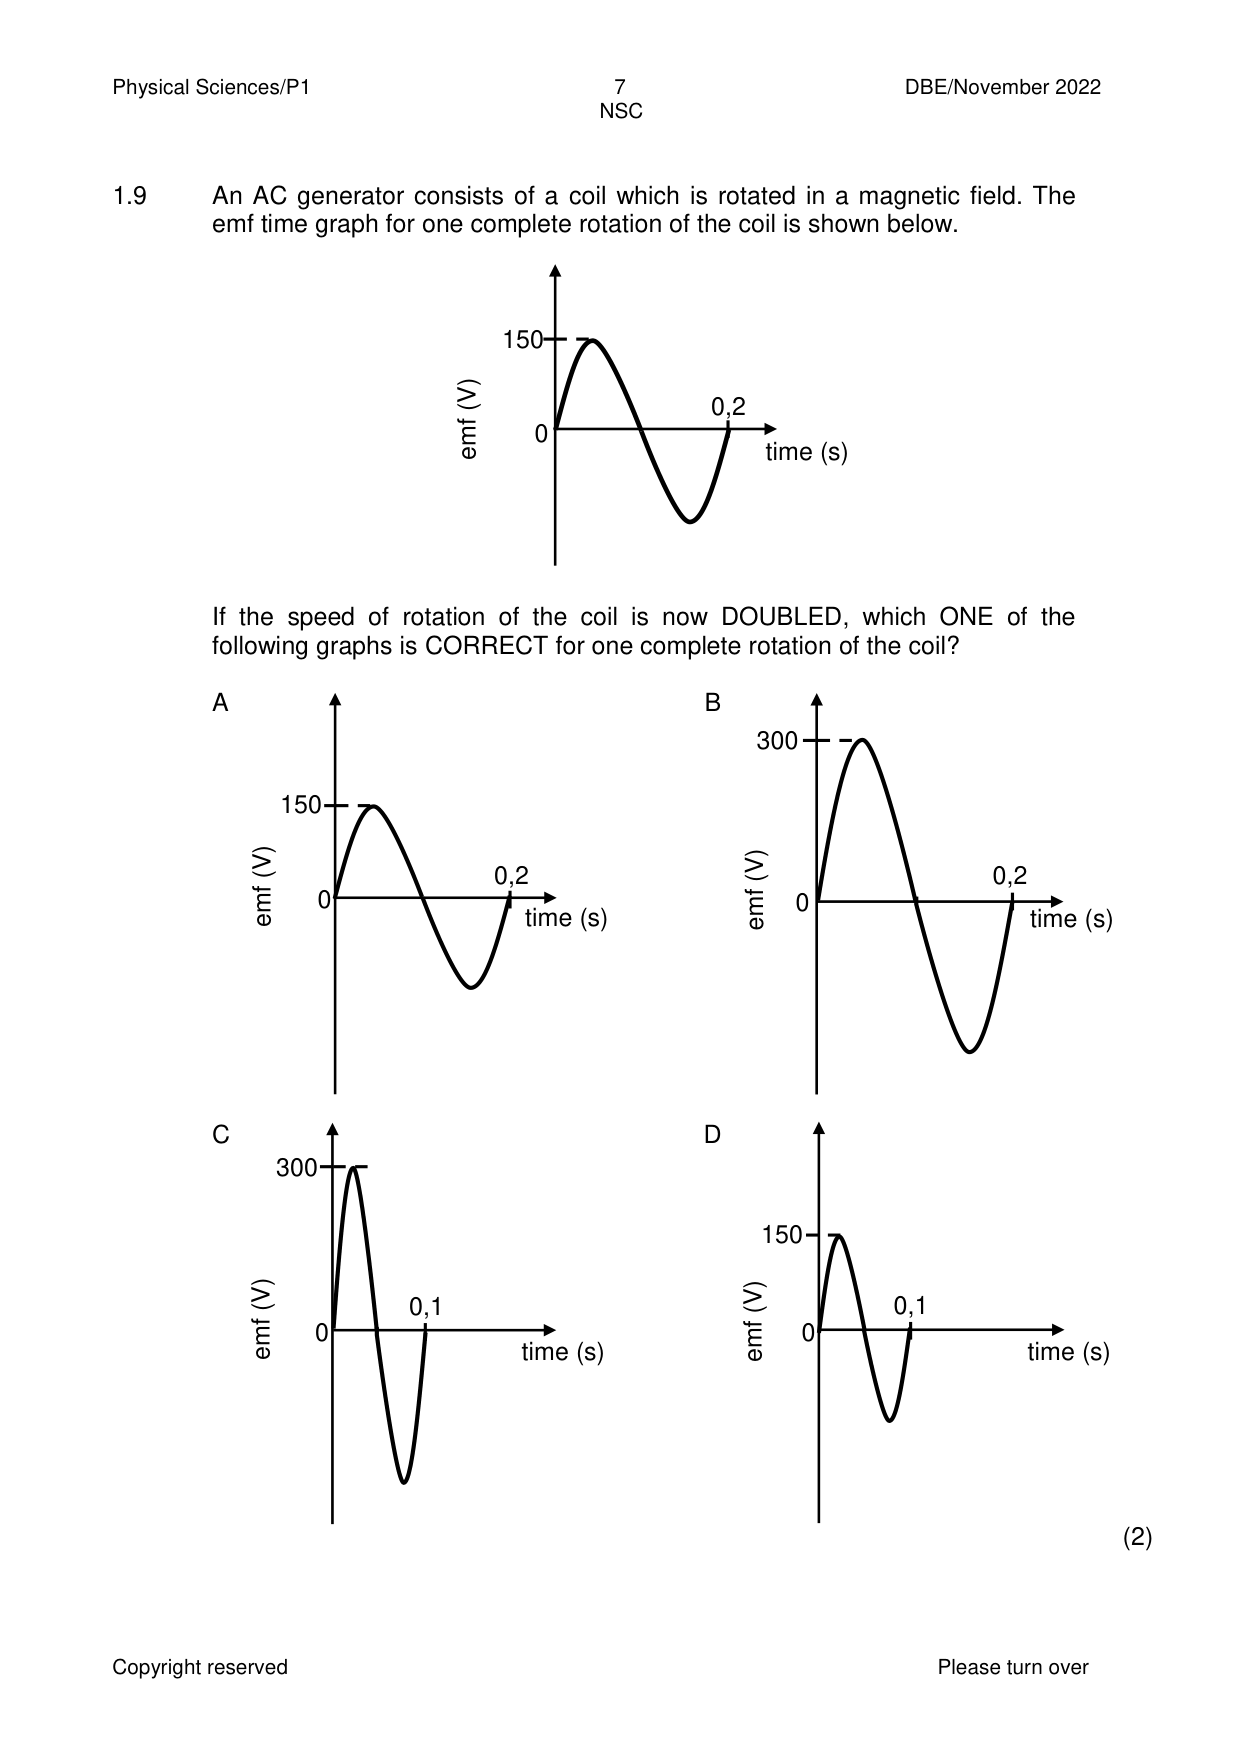 Physical Sciences/P1 7 DBE/November 2022
NSC
1.9 An AC generator consists of a coil which is rotated in a magnetic field. The
emf time graph for one complete rotation of the coil is shown below.
150
emf (V)
0,2
0
time (s)
If the speed of rotation of the coil is now DOUBLED, which ONE of the
following graphs is CORRECT for one complete rotation of the coil?
A
150
emf (V)
0,2
0
time (s)
B
300
emf (V)
0,2
0
time (s)
C
300
emf (V)
0,1
0
time (s)
D
150
emf (V)
0,1
0
time (s)
(2)
Copyright reserved Please turn over